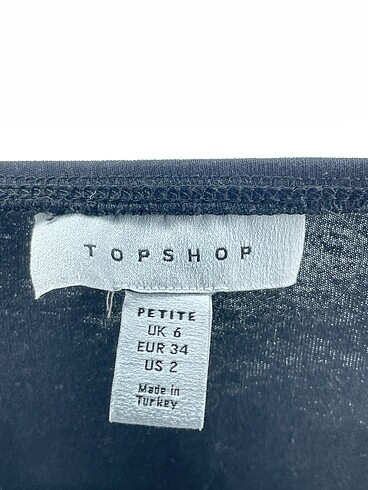 TOPSHOP
PETITE
UK 6
EUR 34
US 2
Made in
Turkey